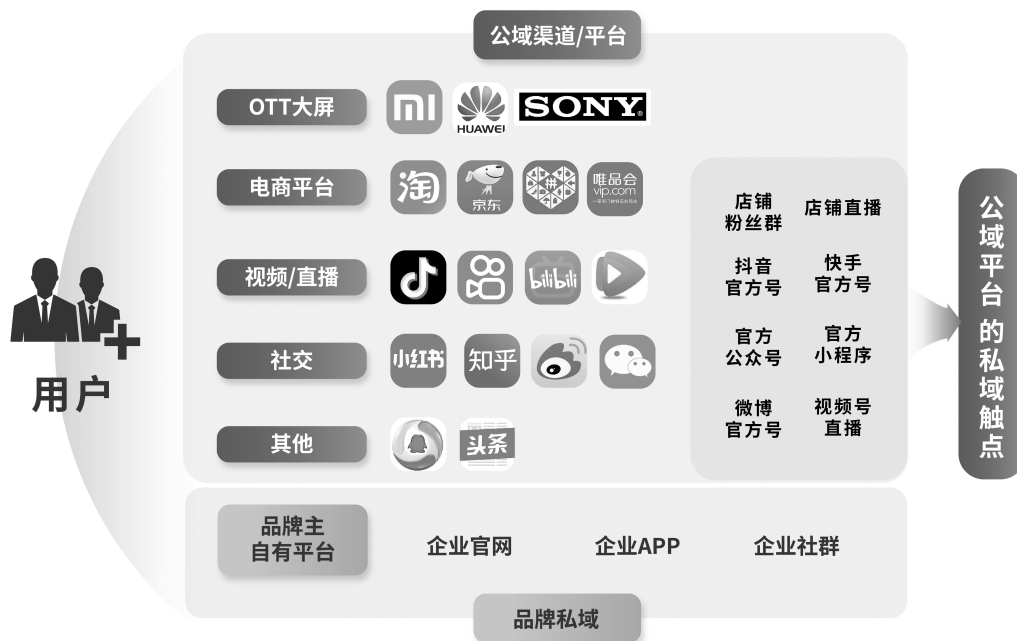 公域渠道/平台
OTT大屏
HUAWEI
SONY
电商平台
淘
京东
拼
唯品会
vip.com
店铺
粉丝群
店铺直播
视频/直播
bilibili
抖音
官方号
快手
官方号
社交
小红书
知乎
官方
公众号
官方
小程序
其他
头条
微博
官方号
视频号
直播
用户
公域平台 的私域触点
品牌主
自有平台
企业官网
企业APP
企业社群
品牌私域